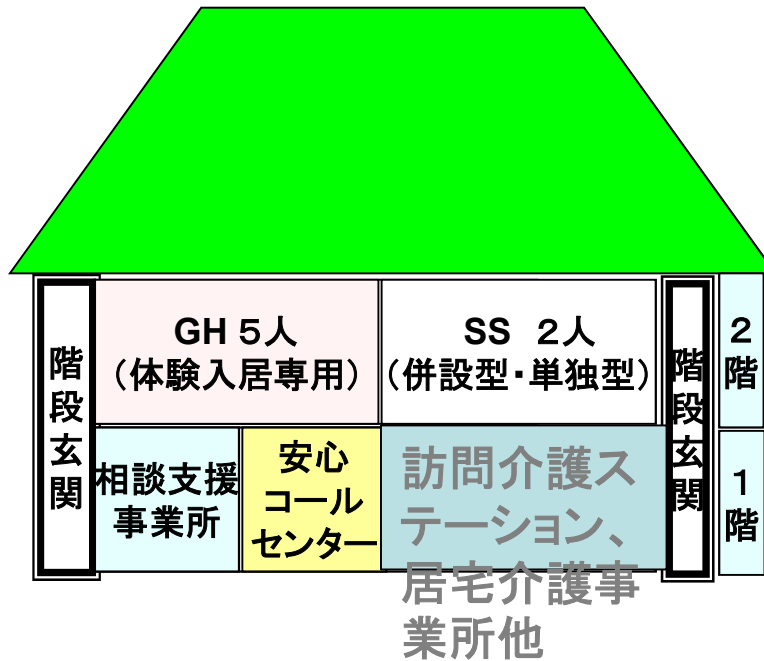 GH５人
（体験入居専用）
SS　２人
（併設型・単独型）
階段玄関
階段玄関
２階
相談支援
事業所
安心
コール
センター
訪問介護ス
テーション、
居宅介護事
業所他
１階